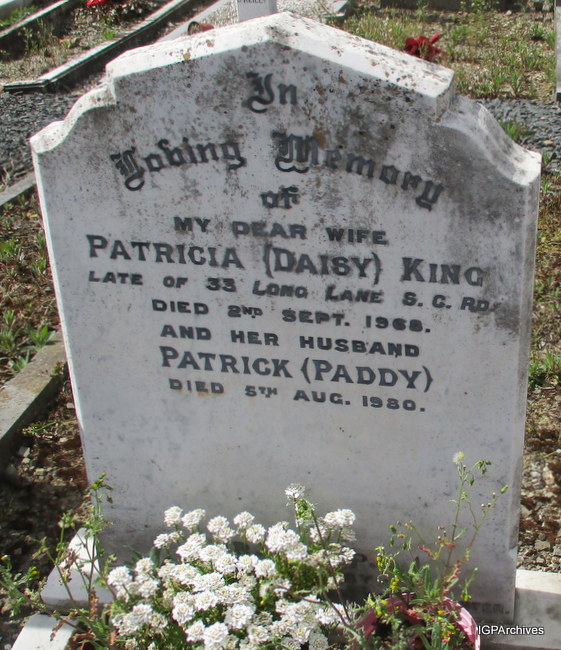 In
Loving Memory
of
MY DEAR WIFE
PATRICIA (DAISY) KING
LATE OF 33 LONG LANE S. C. RD.
DIED 2ND SEPT. 1968.
AND HER HUSBAND
PATRICK (PADDY)
DIED 5TH AUG. 1980.
IGPArchives